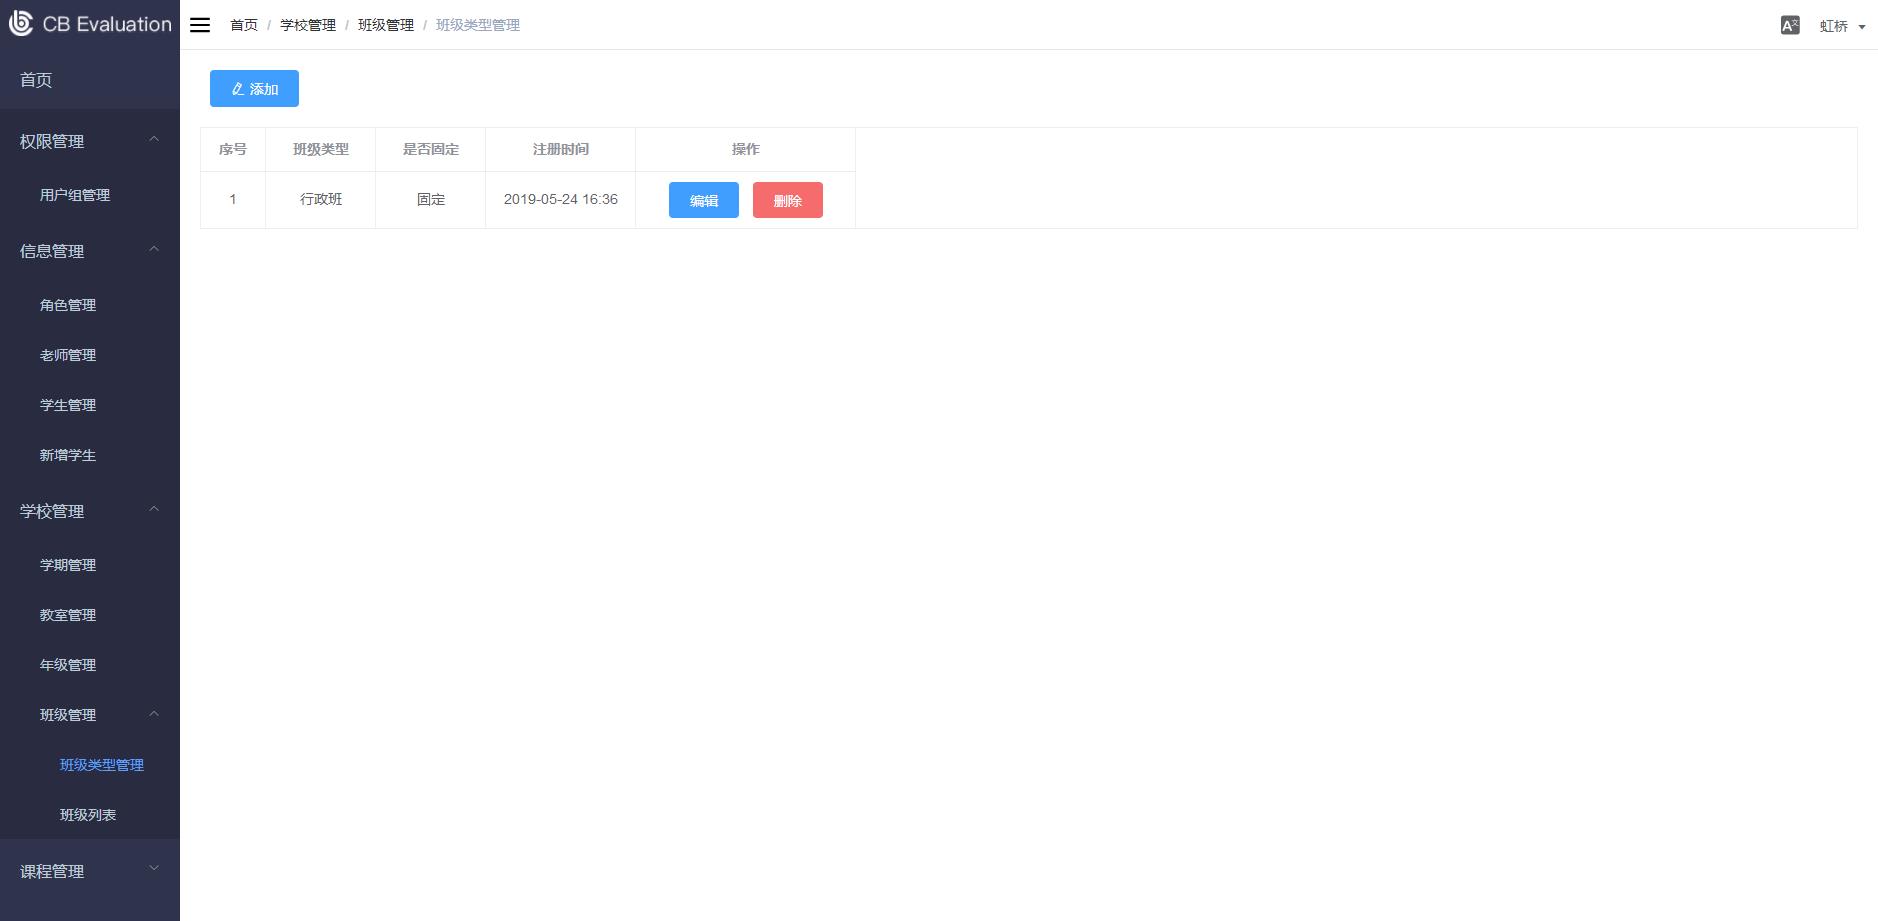 CB Evaluation
首页 / 学校管理 / 班级管理 / 班级类型管理
虹桥
首页
权限管理
用户组管理
信息管理
角色管理
老师管理
学生管理
新增学生
学校管理
学期管理
教室管理
年级管理
班级管理
班级类型管理
班级列表
课程管理
添加
序号 班级类型 是否固定 注册时间 操作
1 行政班 固定 2019-05-24 16:36 编辑 删除